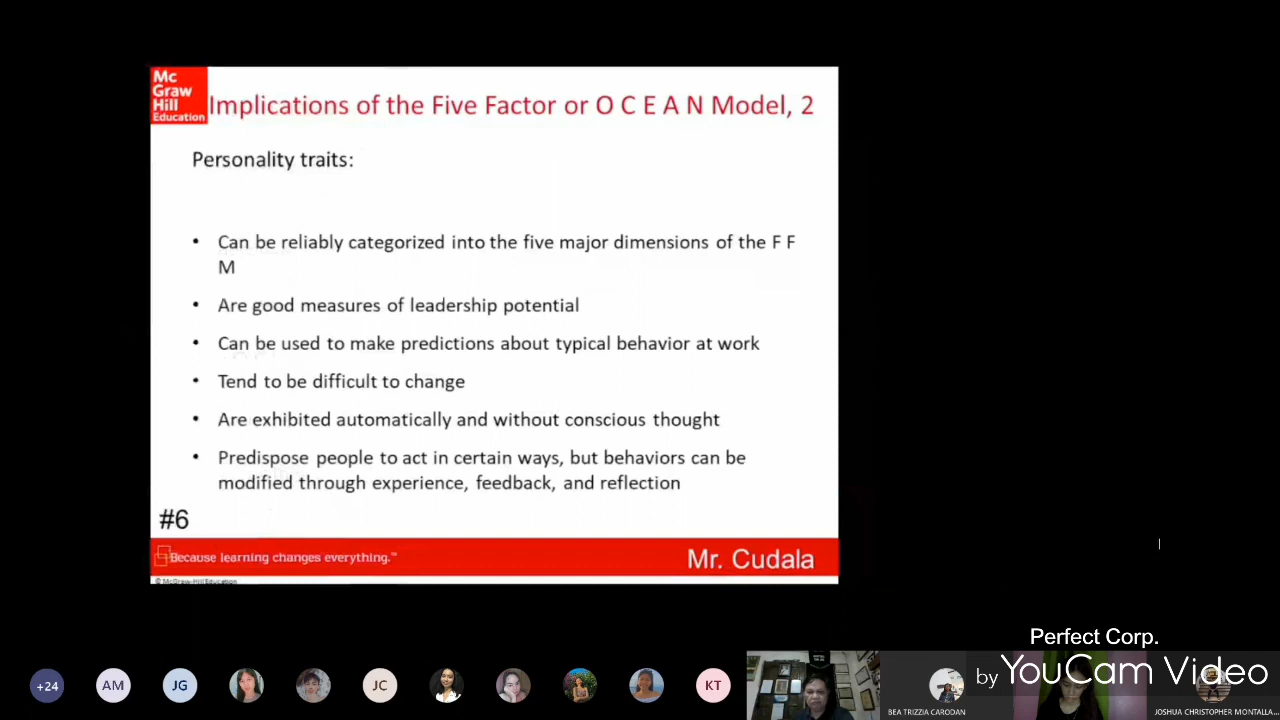 Mc
Graw
Hill
Education
Implications of the Five Factor or O C E A N Model, 2
Personality traits:
• Can be reliably categorized into the five major dimensions of the F F
M
• Are good measures of leadership potential
• Can be used to make predictions about typical behavior at work
• Tend to be difficult to change
• Are exhibited automatically and without conscious thought
• Predispose people to act in certain ways, but behaviors can be
modified through experience, feedback, and reflection
#6
Because learning changes everything.™
Mr. Cudala
© McGraw-Hill Education
Perfect Corp.
by YouCam Video
+24
AM
JG
JC
KT
BEA TRIZZIA CARODAN
JOSHUA CHRISTOPHER MONTALLA...